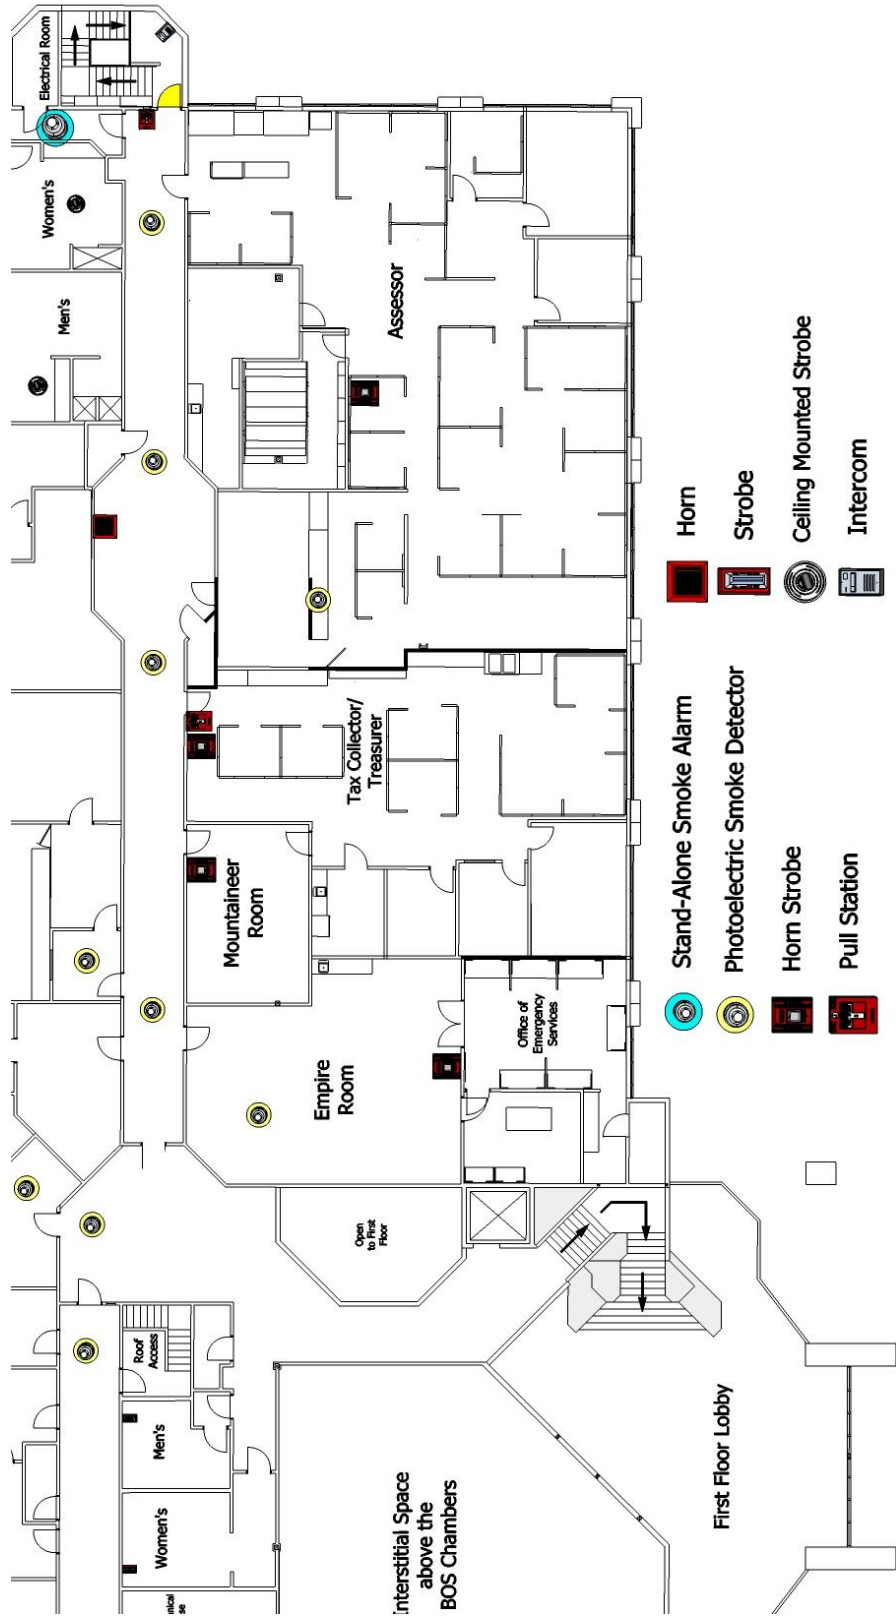 Electrical Room
Women's
Men's
Assessor
Tax Collector/
Treasurer
Mountaineer
Room
Empire
Room
Office of
Emergency
Services
Open
to First
Floor
Roof
Access
Men's
Women's
Interstitial Space
above the
BOS Chambers
First Floor Lobby
Stand-Alone Smoke Alarm
Photoelectric Smoke Detector
Horn Strobe
Pull Station
Horn
Strobe
Ceiling Mounted Strobe
Intercom